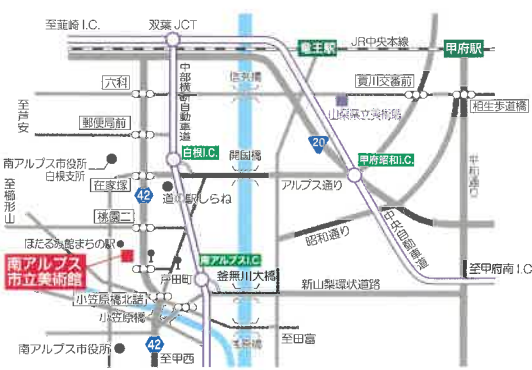 至韮崎 I.C.
双葉 JCT
竜王駅
JR中央本線
甲府駅
六科
信玄橋
貢川交番前
相生歩道橋
至芦安
中部横断自動車道
山梨県立美術館
郵便局前
20
南アルプス市役所
白根支所
白根I.C.
開国橋
甲府昭和I.C.
平和通り
在家塚
42
道の駅しらね
アルプス通り
至櫛形山
桃園二
昭和通り
中央自動車道
ほたるみ館まちの駅
南アルプス
市立美術館
南アルプスI.C.
至甲府南 I.C
戸田町
釜無川大橋
新山梨環状道路
小笠原橋北詰
小笠原橋
至田富
浅原橋
南アルプス市役所
42
至甲西